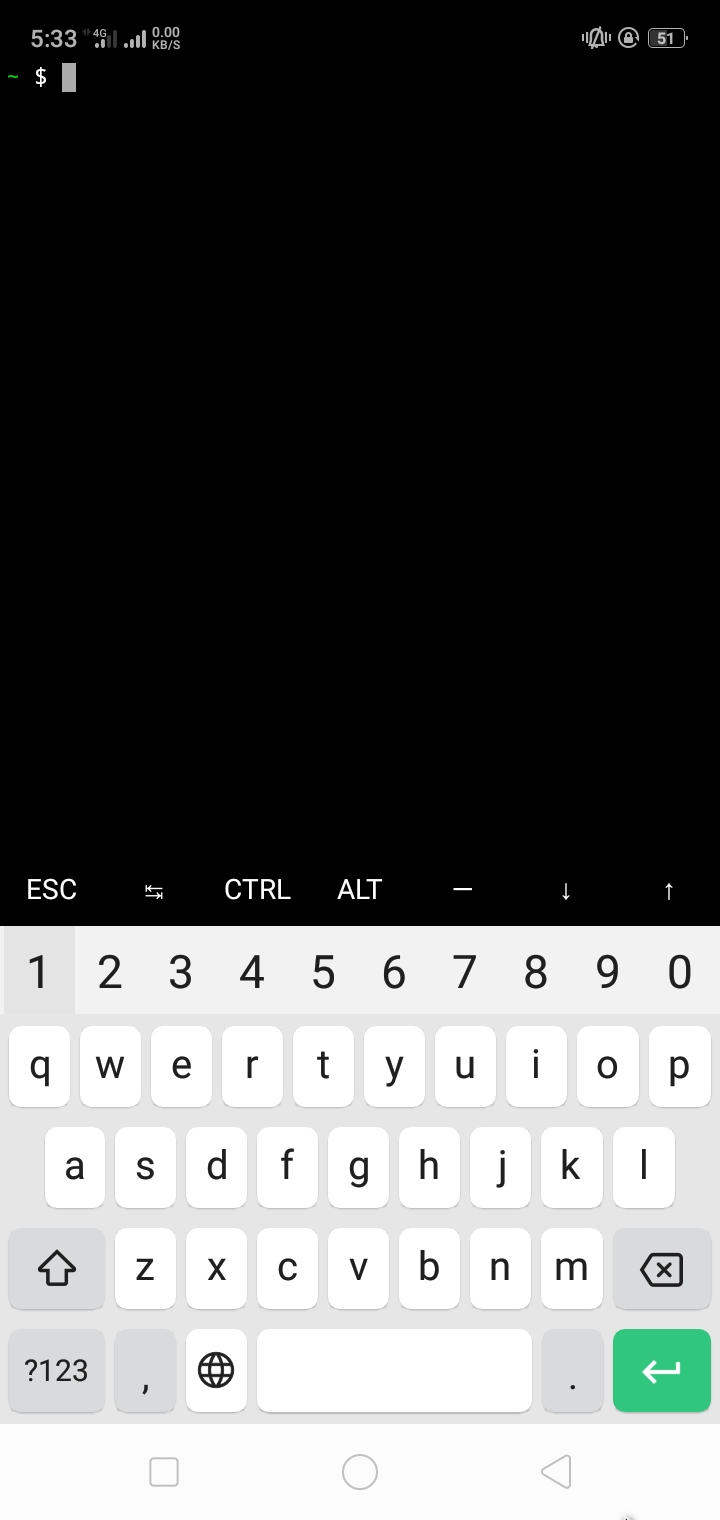 5:33 4G 0.00 KB/S 51
~ $
ESC ↹ CTRL ALT — ↓ ↑
1 2 3 4 5 6 7 8 9 0
q w e r t y u i o p
a s d f g h j k l
z x c v b n m
?123 , .